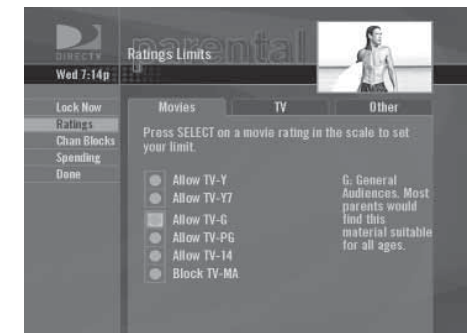 DIRECTV
parental
Ratings Limits
Wed 7:14p
Lock Now
Ratings
Chan Blocks
Spending
Done
Movies
TV
Other
Press SELECT on a movie rating in the scale to set
your limit.
Allow TV-Y
Allow TV-Y7
Allow TV-G
Allow TV-PG
Allow TV-14
Block TV-MA
G: General
Audiences. Most
parents would
find this
material suitable
for all ages.